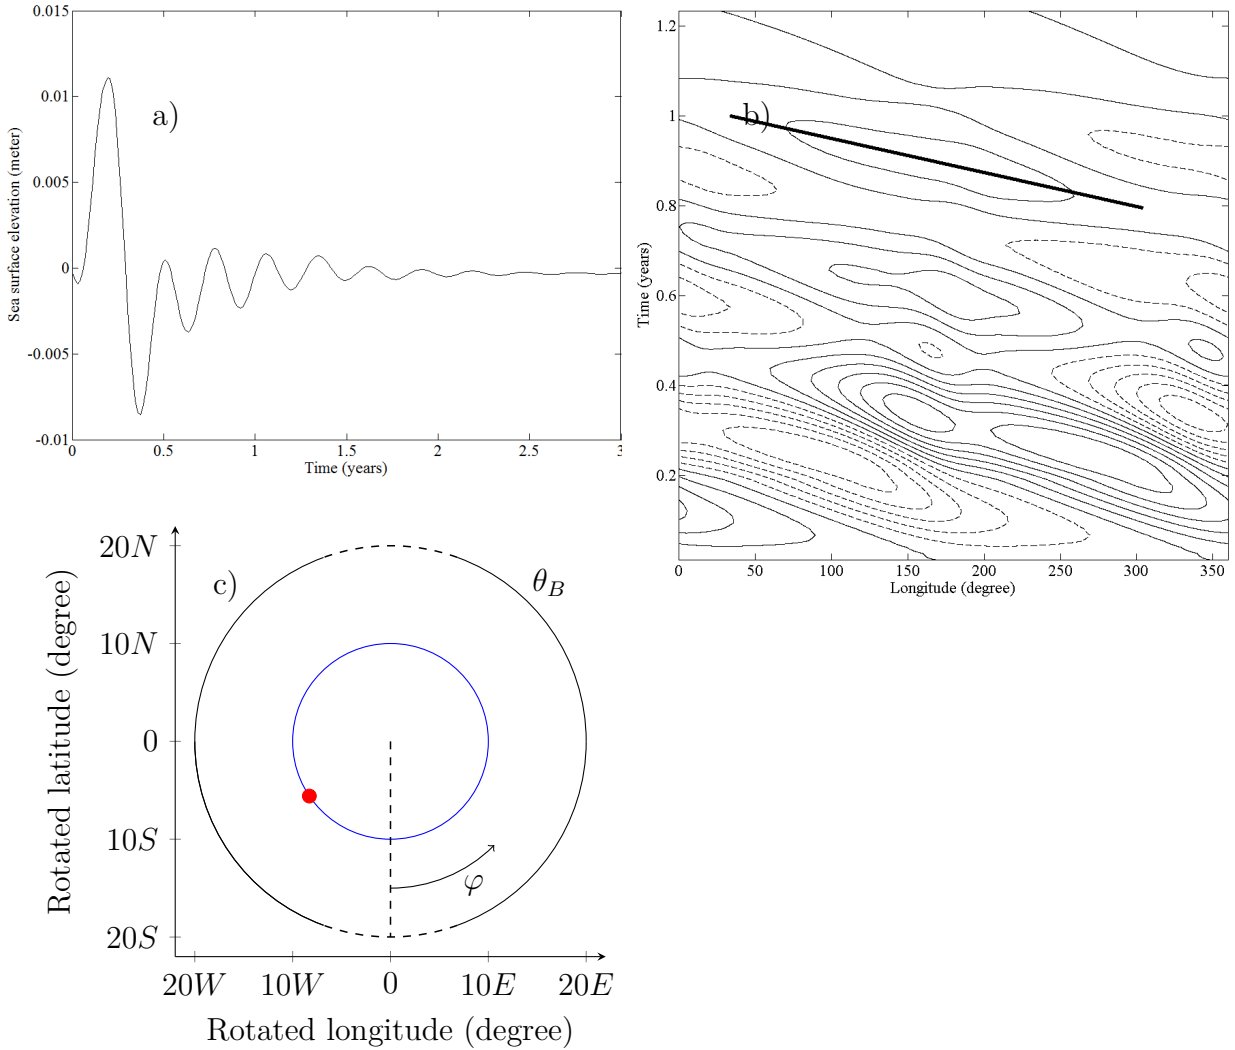 0.015
0.01
0.005
0
-0.005
-0.01
Sea surface elevation (meter)
a)
0 0.5 1 1.5 2 2.5 3
Time (years)
1.2
1
0.8
0.6
0.4
0.2
Time (years)
b)
0 50 100 150 200 250 300 350
Longitude (degree)
20N
10N
0
10S
20S
Rotated latitude (degree)
c)
θB
φ
20W 10W 0 10E 20E
Rotated longitude (degree)